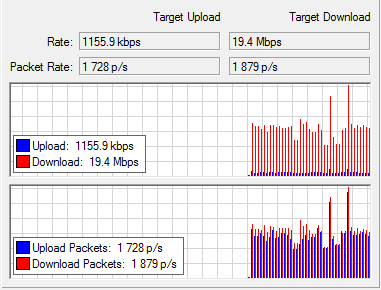 Target Upload Target Download
Rate: 1155.9 kbps 19.4 Mbps
Packet Rate: 1 728 p/s 1 879 p/s
Upload: 1155.9 kbps
Download: 19.4 Mbps
Upload Packets: 1 728 p/s
Download Packets: 1 879 p/s